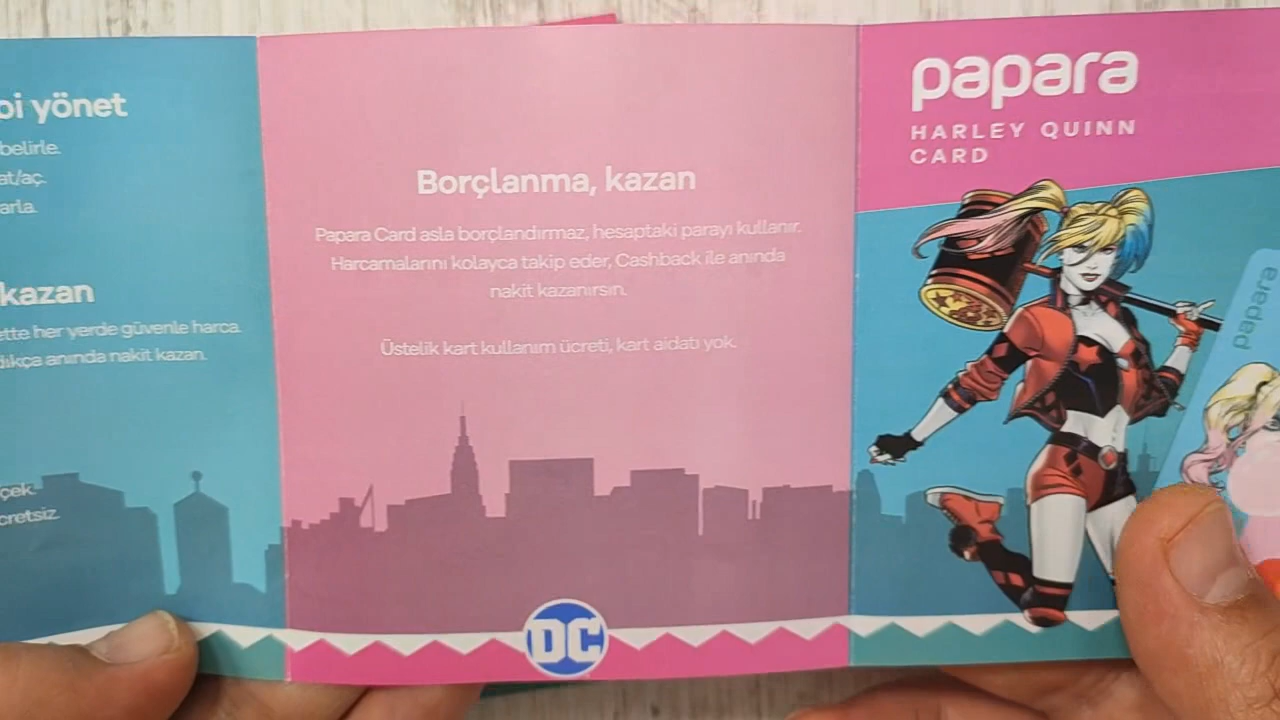 bi yönet
belirle.
at/aç.
arla.
kazan
ette her yerde güvenle harca.
dıkça anında nakit kazan.
çek.
cretsiz.
Borçlanma, kazan
Papara Card asla borçlandırmaz, hesaptaki parayı kullanır.
Harcamalarını kolayca takip eder, Cashback ile anında
nakit kazanırsın.
Üstelik kart kullanım ücreti, kart aidatı yok.
DC
papara
HARLEY QUINN
CARD
papara